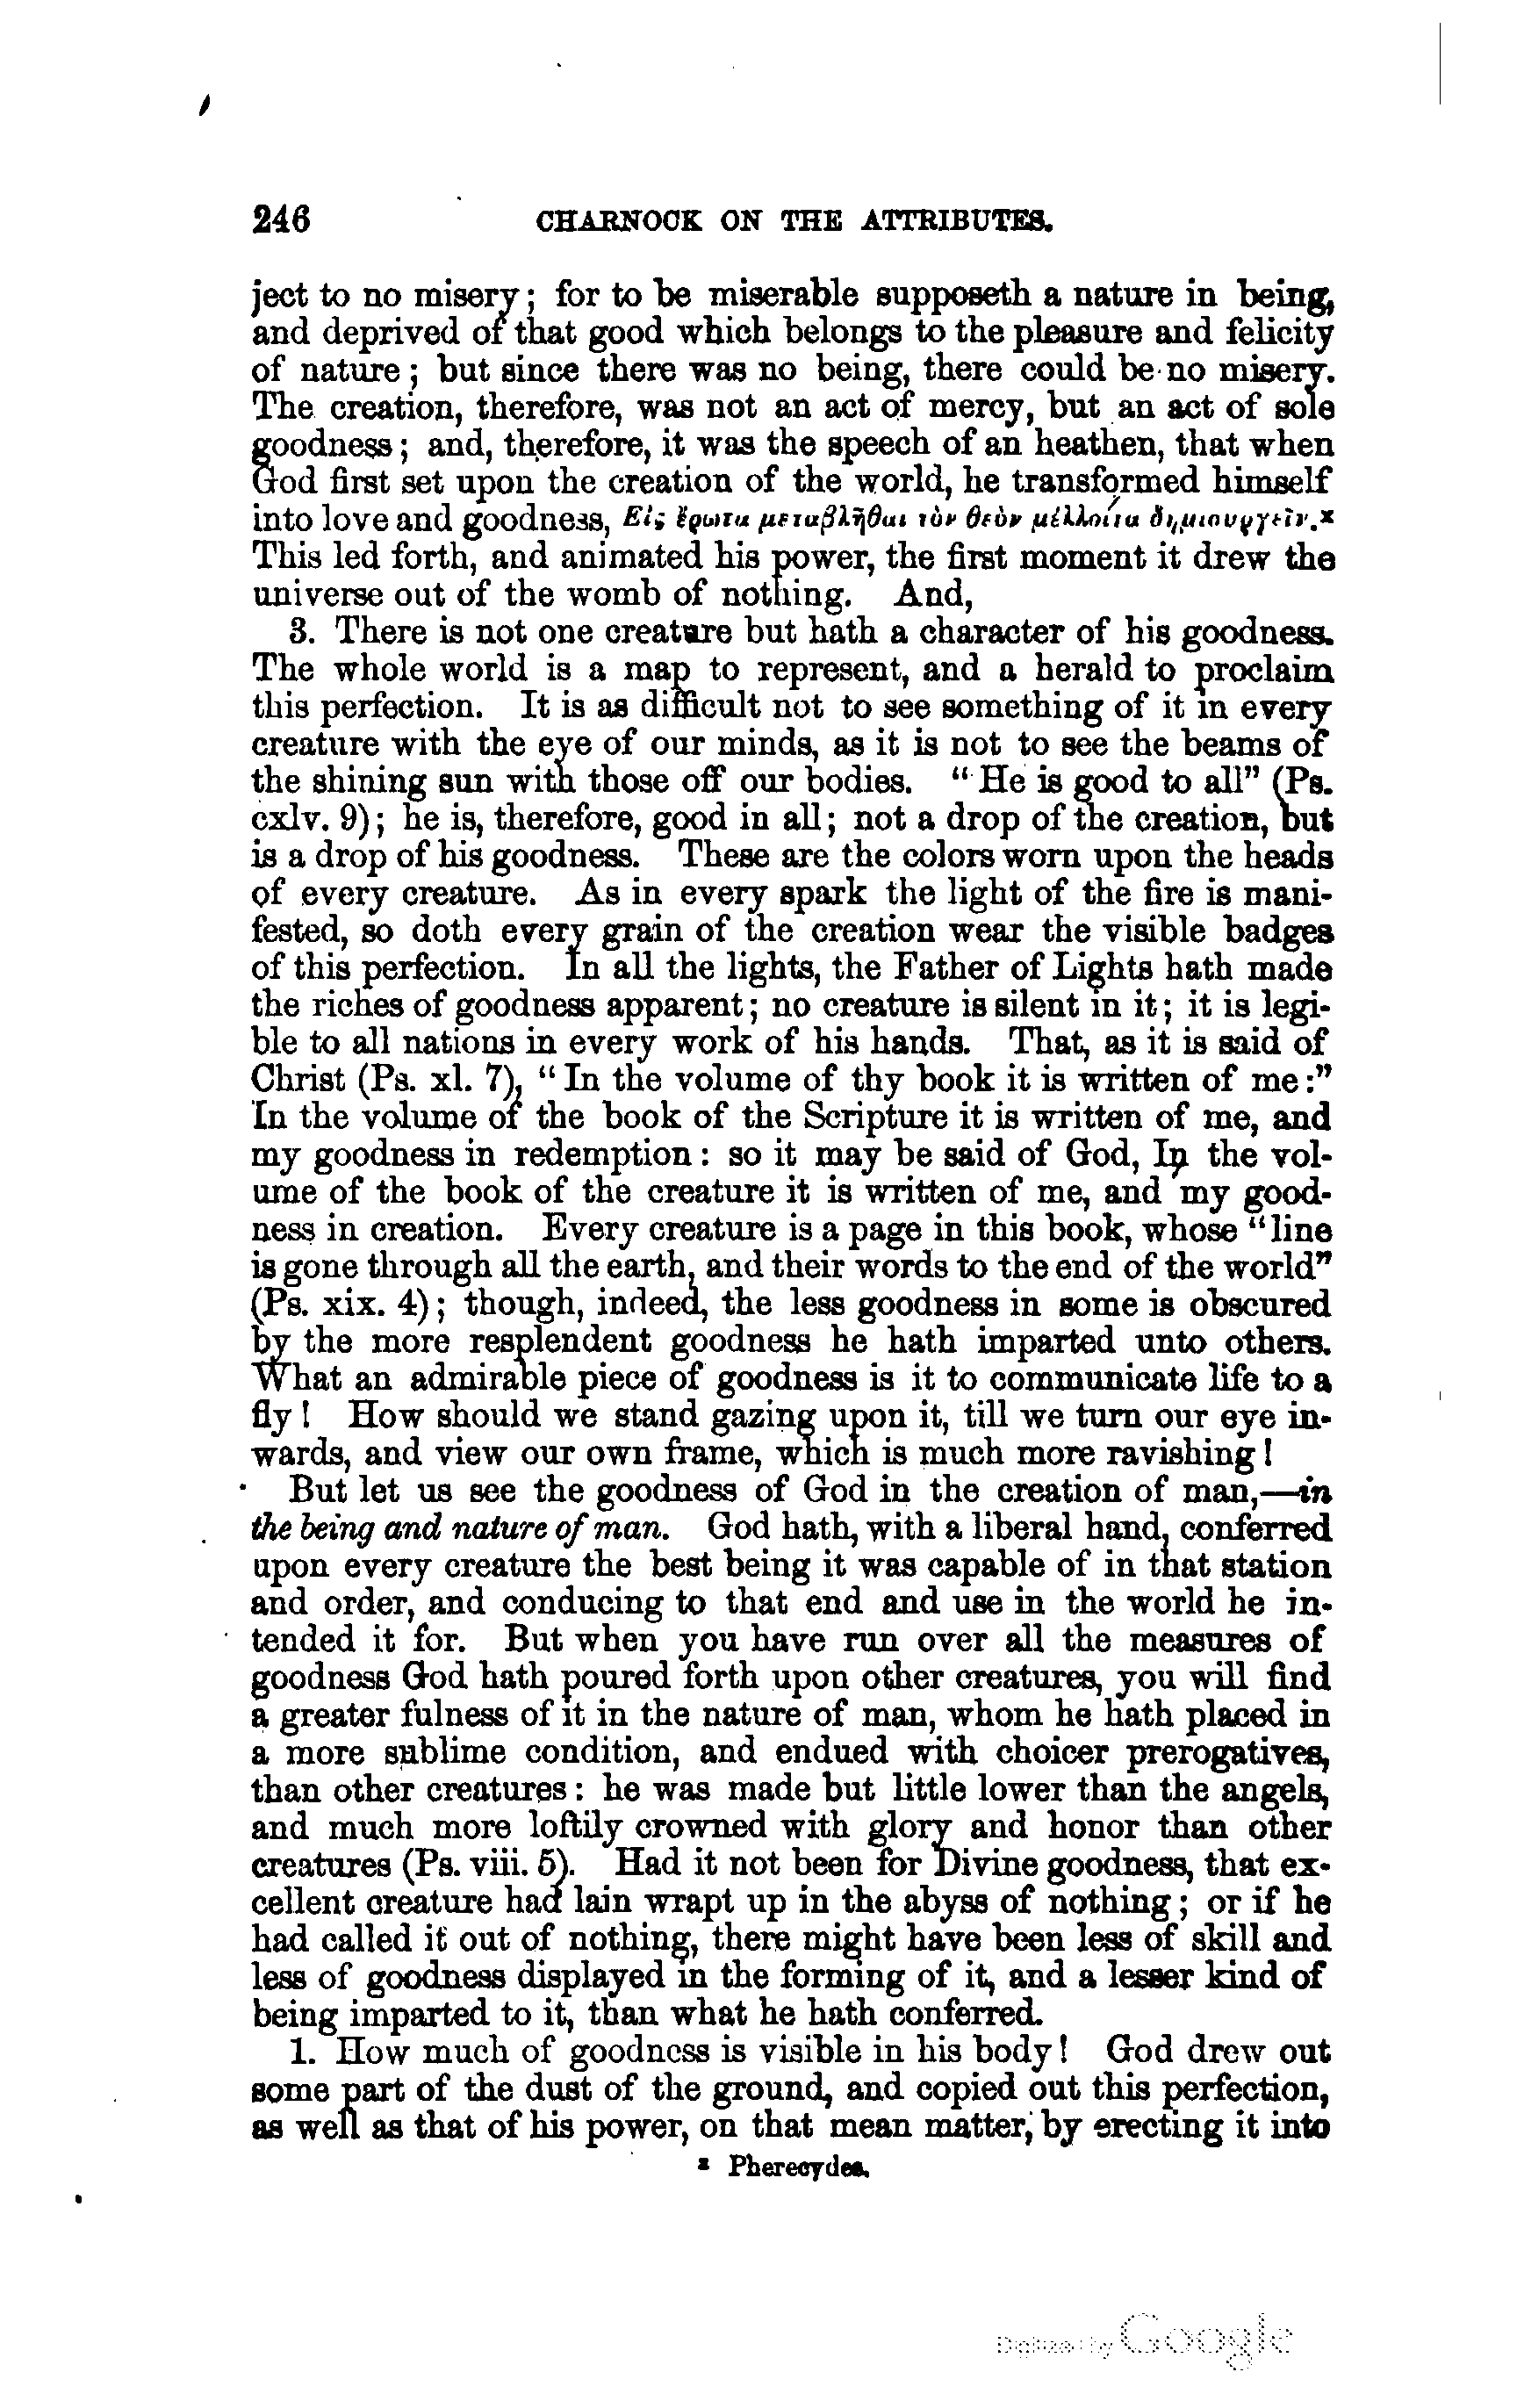 246 CHARNOCK ON THE ATTRIBUTES.
ject to no misery; for to be miserable supposeth a nature in being,
and deprived of that good which belongs to the pleasure and felicity
of nature; but since there was no being, there could be no misery.
The creation, therefore, was not an act of mercy, but an act of sole
goodness; and, therefore, it was the speech of an heathen, that when
God first set upon the creation of the world, he transformed himself
into love and goodness, Εἰς ἔρωτα μεταβλῆθαι τὸν θεὸν μέλλοντα δημιουργεῖν.x
This led forth, and animated his power, the first moment it drew the
universe out of the womb of nothing. And,
3. There is not one creature but hath a character of his goodness.
The whole world is a map to represent, and a herald to proclaim
this perfection. It is as difficult not to see something of it in every
creature with the eye of our minds, as it is not to see the beams of
the shining sun with those off our bodies. "He is good to all" (Ps.
cxlv. 9); he is, therefore, good in all; not a drop of the creation, but
is a drop of his goodness. These are the colors worn upon the heads
of every creature. As in every spark the light of the fire is mani-
fested, so doth every grain of the creation wear the visible badges
of this perfection. In all the lights, the Father of Lights hath made
the riches of goodness apparent; no creature is silent in it; it is legi-
ble to all nations in every work of his hands. That, as it is said of
Christ (Ps. xl. 7), "In the volume of thy book it is written of me:"
In the volume of the book of the Scripture it is written of me, and
my goodness in redemption: so it may be said of God, In the vol-
ume of the book of the creature it is written of me, and my good-
ness in creation. Every creature is a page in this book, whose "line
is gone through all the earth, and their words to the end of the world"
(Ps. xix. 4); though, indeed, the less goodness in some is obscured
by the more resplendent goodness he hath imparted unto others.
What an admirable piece of goodness is it to communicate life to a
fly! How should we stand gazing upon it, till we turn our eye in-
wards, and view our own frame, which is much more ravishing!
But let us see the goodness of God in the creation of man,—in
the being and nature of man. God hath, with a liberal hand, conferred
upon every creature the best being it was capable of in that station
and order, and conducing to that end and use in the world he in-
tended it for. But when you have run over all the measures of
goodness God hath poured forth upon other creatures, you will find
a greater fulness of it in the nature of man, whom he hath placed in
a more sublime condition, and endued with choicer prerogatives,
than other creatures: he was made but little lower than the angels,
and much more loftily crowned with glory and honor than other
creatures (Ps. viii. 5). Had it not been for Divine goodness, that ex-
cellent creature had lain wrapt up in the abyss of nothing; or if he
had called it out of nothing, there might have been less of skill and
less of goodness displayed in the forming of it, and a lesser kind of
being imparted to it, than what he hath conferred.
1. How much of goodness is visible in his body! God drew out
some part of the dust of the ground, and copied out this perfection,
as well as that of his power, on that mean matter, by erecting it into
x Pherecydes.
Digitized by Google